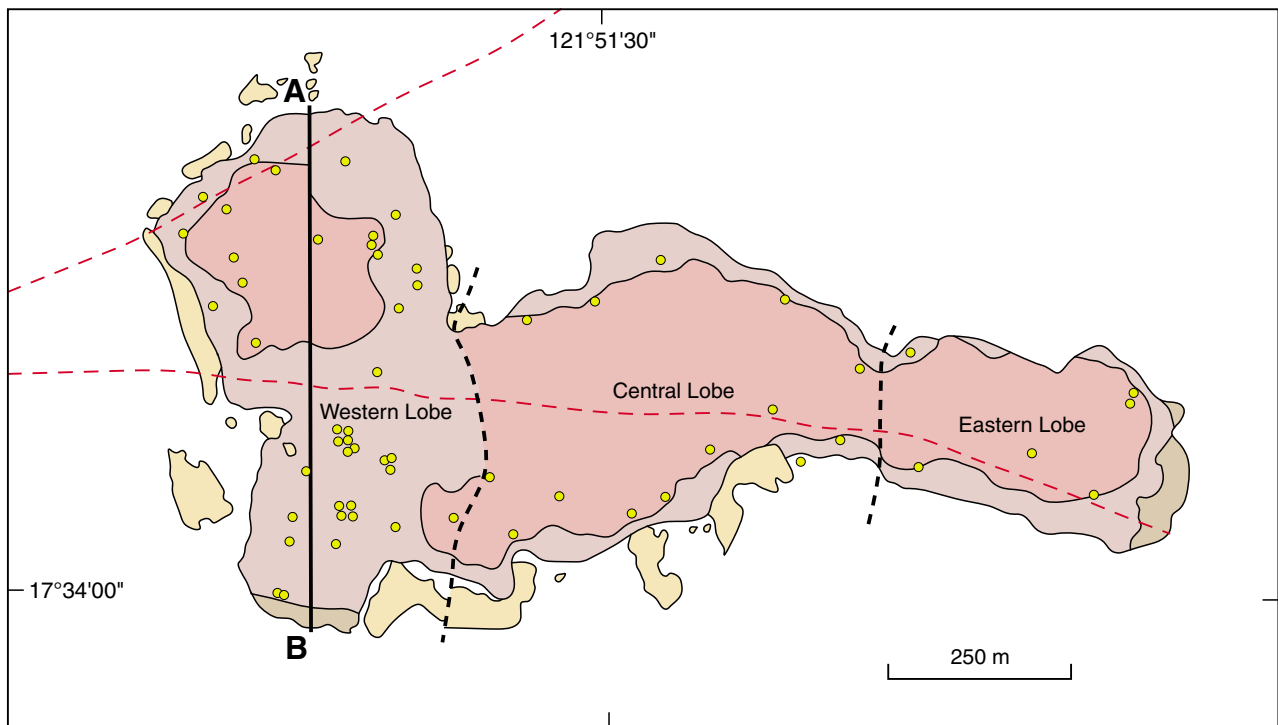 121°51'30"
A
Central Lobe
Western Lobe
Eastern Lobe
17°34'00"
B
250 m